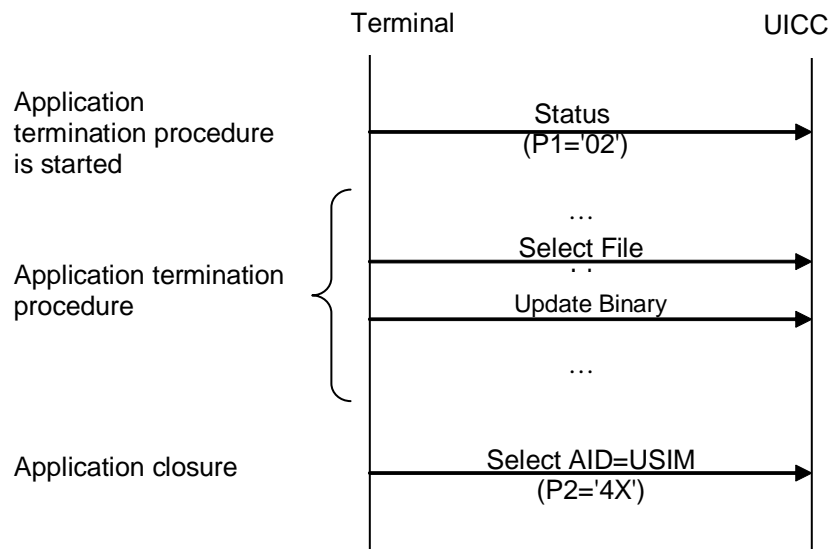 Terminal
UICC
Application
termination procedure
is started
Status
(P1='02')
...
Select File
. .
Application termination
procedure
Update Binary
...
Application closure
Select AID=USIM
(P2='4X')